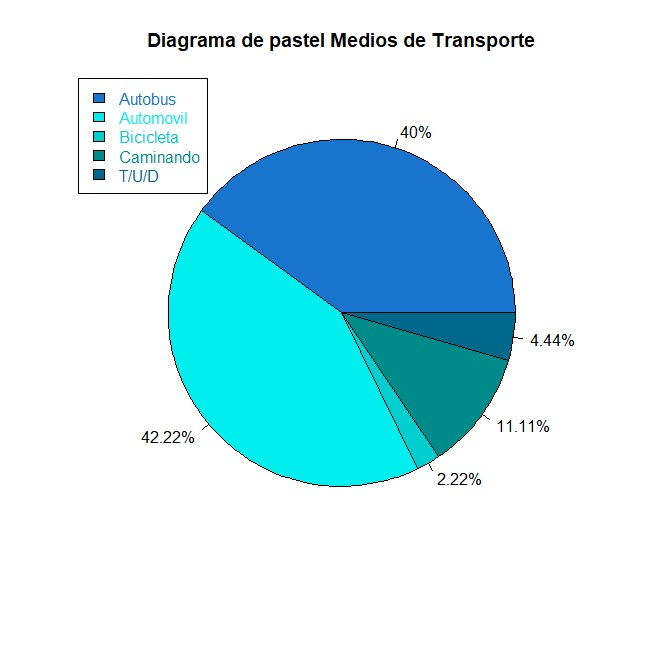 Diagrama de pastel Medios de Transporte
Autobus
Automovil
Bicicleta
Caminando
T/U/D
40%
42.22%
2.22%
11.11%
4.44%